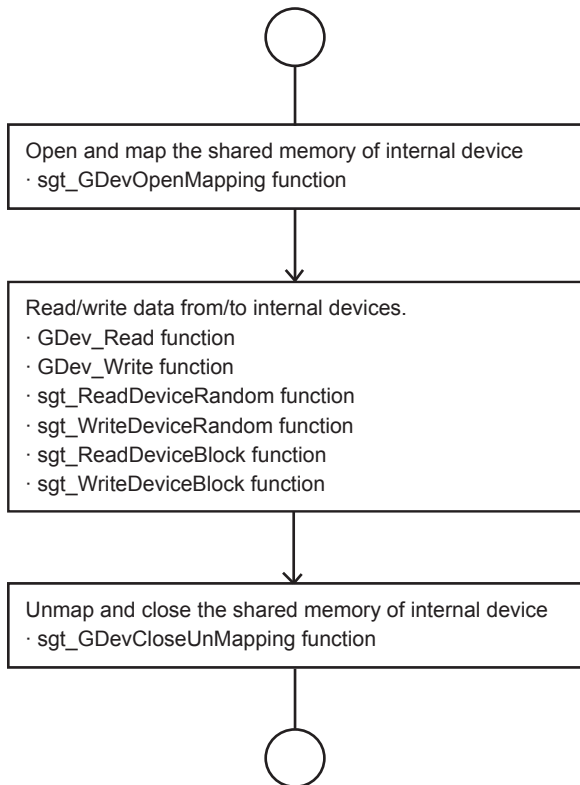 Open and map the shared memory of internal device
· sgt_GDevOpenMapping function
Read/write data from/to internal devices.
· GDev_Read function
· GDev_Write function
· sgt_ReadDeviceRandom function
· sgt_WriteDeviceRandom function
· sgt_ReadDeviceBlock function
· sgt_WriteDeviceBlock function
Unmap and close the shared memory of internal device
· sgt_GDevCloseUnMapping function